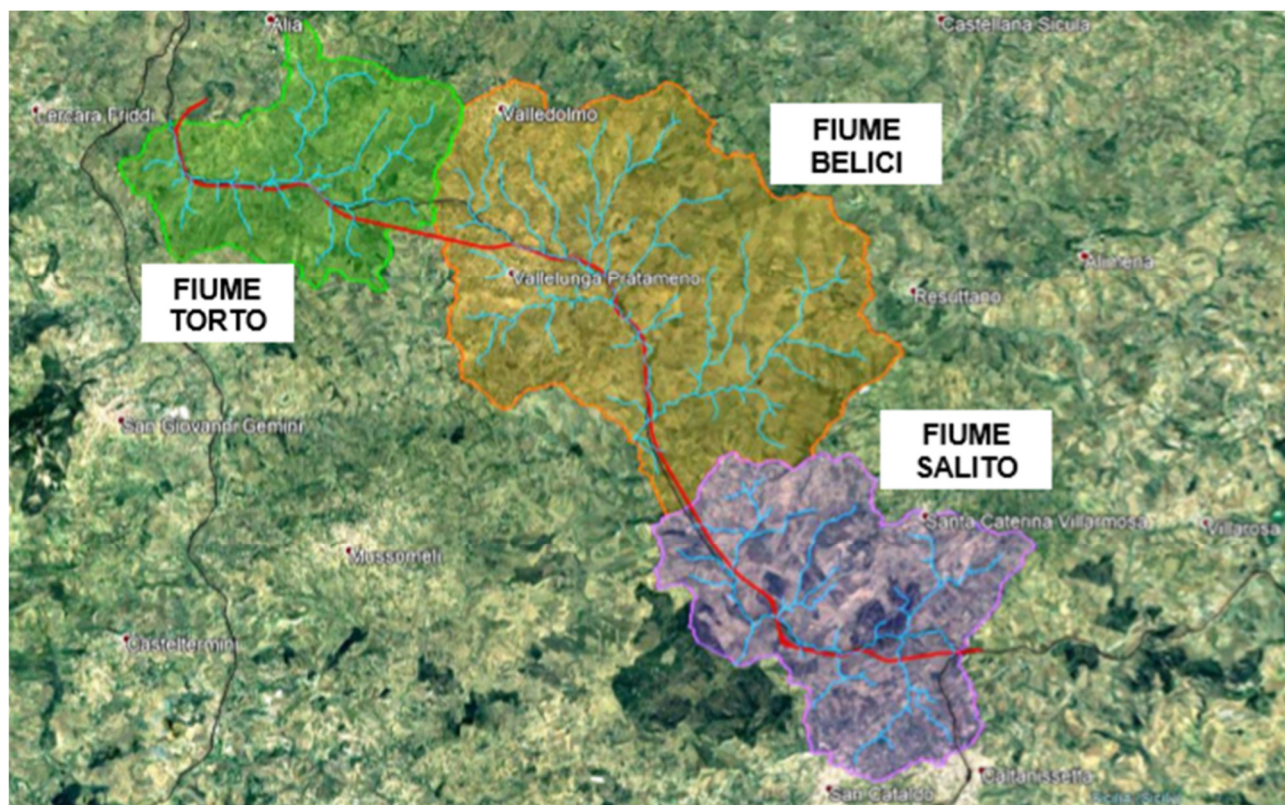 Alia
Castellana Sicula
Lercara Friddi
Valledolmo
FIUME
BELICI
Alimena
Vallelunga Pratameno
Resuttano
FIUME
TORTO
San Giovanni Gemini
FIUME
SALITO
Santa Caterina Villarmosa
Villarosa
Mussomeli
Casteltermini
Caltanissetta
San Cataldo